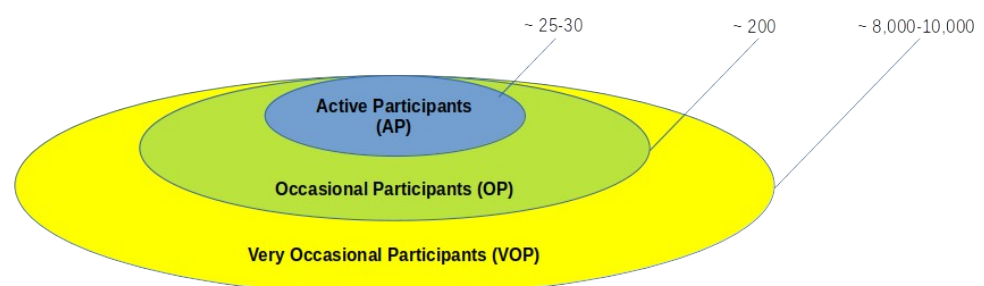 ~ 25-30
~ 200
~ 8,000-10,000
Active Participants
(AP)
Occasional Participants (OP)
Very Occasional Participants (VOP)